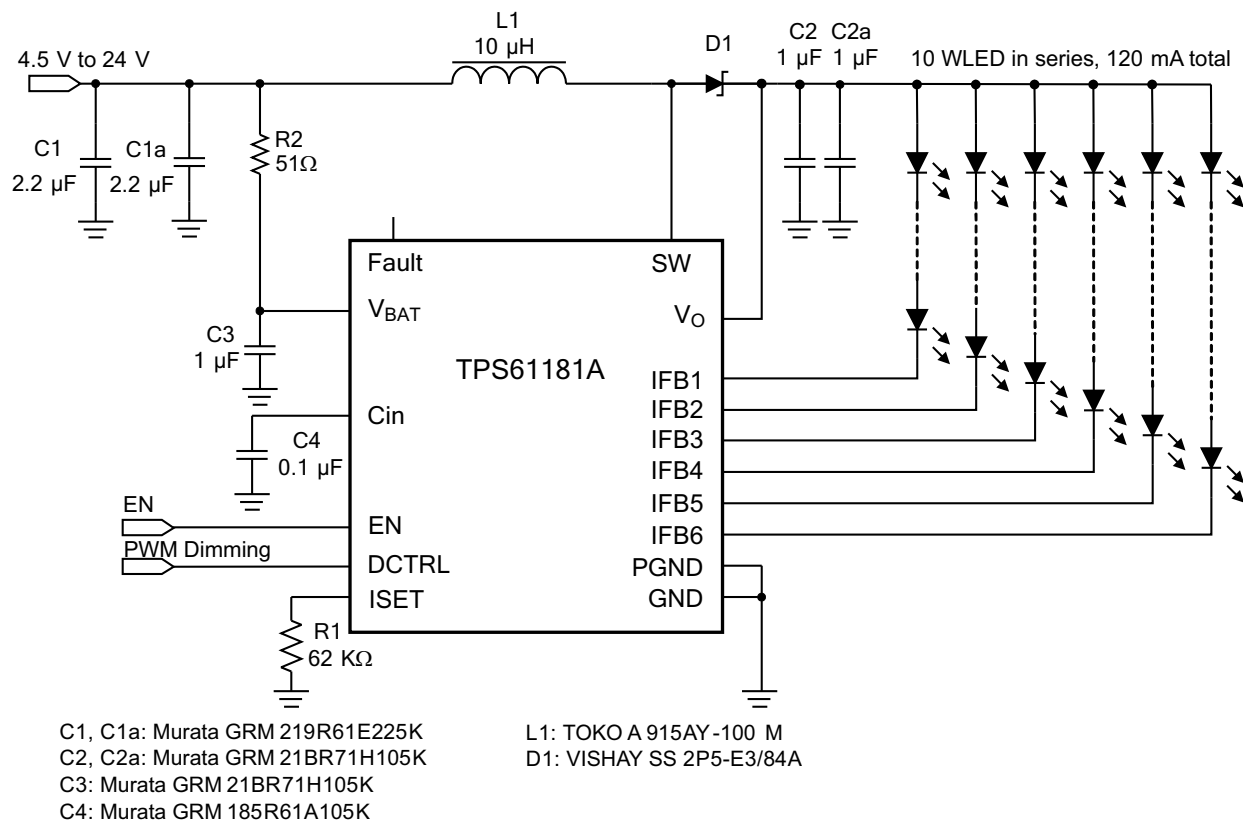 L1
10 µH
D1
C2
1 µF
C2a
1 µF
4.5 V to 24 V
10 WLED in series, 120 mA total
C1
2.2 µF
C1a
2.2 µF
R2
51Ω
Fault
SW
VBAT
VO
C3
1 µF
TPS61181A
IFB1
IFB2
IFB3
IFB4
IFB5
IFB6
Cin
C4
0.1 µF
EN
EN
PWM Dimming
DCTRL
PGND
ISET
GND
R1
62 KΩ
C1, C1a: Murata GRM 219R61E225K
C2, C2a: Murata GRM 21BR71H105K
C3: Murata GRM 21BR71H105K
C4: Murata GRM 185R61A105K
L1: TOKO A 915AY-100 M
D1: VISHAY SS 2P5-E3/84A